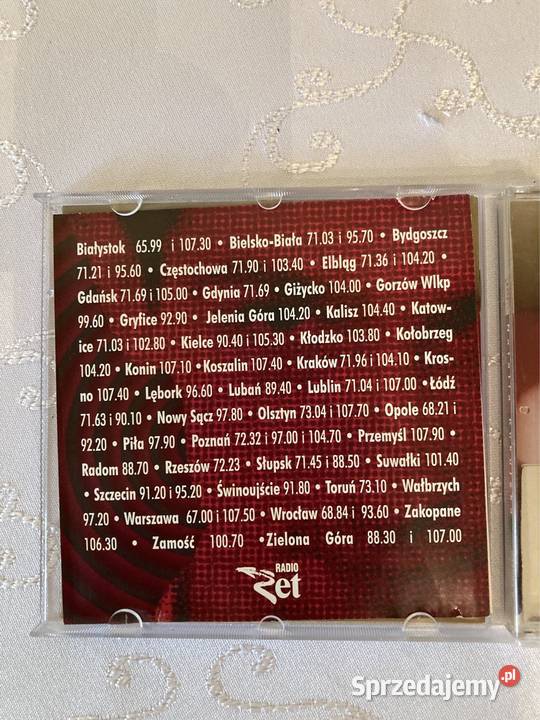 Białystok 65.99 i 107.30 • Bielsko-Biała 71.03 i 95.70 • Bydgoszcz
71.21 i 95.60 • Częstochowa 71.90 i 103.40 • Elbląg 71.36 i 104.20 •
Gdańsk 71.69 i 105.00 • Gdynia 71.69 • Giżycko 104.00 • Gorzów Wlkp
99.60 • Gryfice 92.90 • Jelenia Góra 104.20 • Kalisz 104.40 • Katow-
ice 71.03 i 102.80 • Kielce 90.40 i 105.30 • Kłodzko 103.80 • Kołobrzeg
104.20 • Konin 107.10 • Koszalin 107.40 • Kraków 71.96 i 104.10 • Kros-
no 107.40 • Lębork 96.60 • Lubań 89.40 • Lublin 71.04 i 107.00 • Łódź
71.63 i 90.10 • Nowy Sącz 97.80 • Olsztyn 73.04 i 107.70 • Opole 68.21 i
92.20 • Piła 97.90 • Poznań 72.32 i 97.00 i 104.70 • Przemyśl 107.90 •
Radom 88.70 • Rzeszów 72.23 • Słupsk 71.45 i 88.50 • Suwałki 101.40
• Szczecin 91.20 i 95.20 • Świnoujście 91.80 • Toruń 73.10 • Wałbrzych
97.20 • Warszawa 67.00 i 107.50 • Wrocław 68.84 i 93.60 • Zakopane
106.30 • Zamość 100.70 • Zielona Góra 88.30 i 107.00
RADIO
Zet
Sprzedajemy.pl